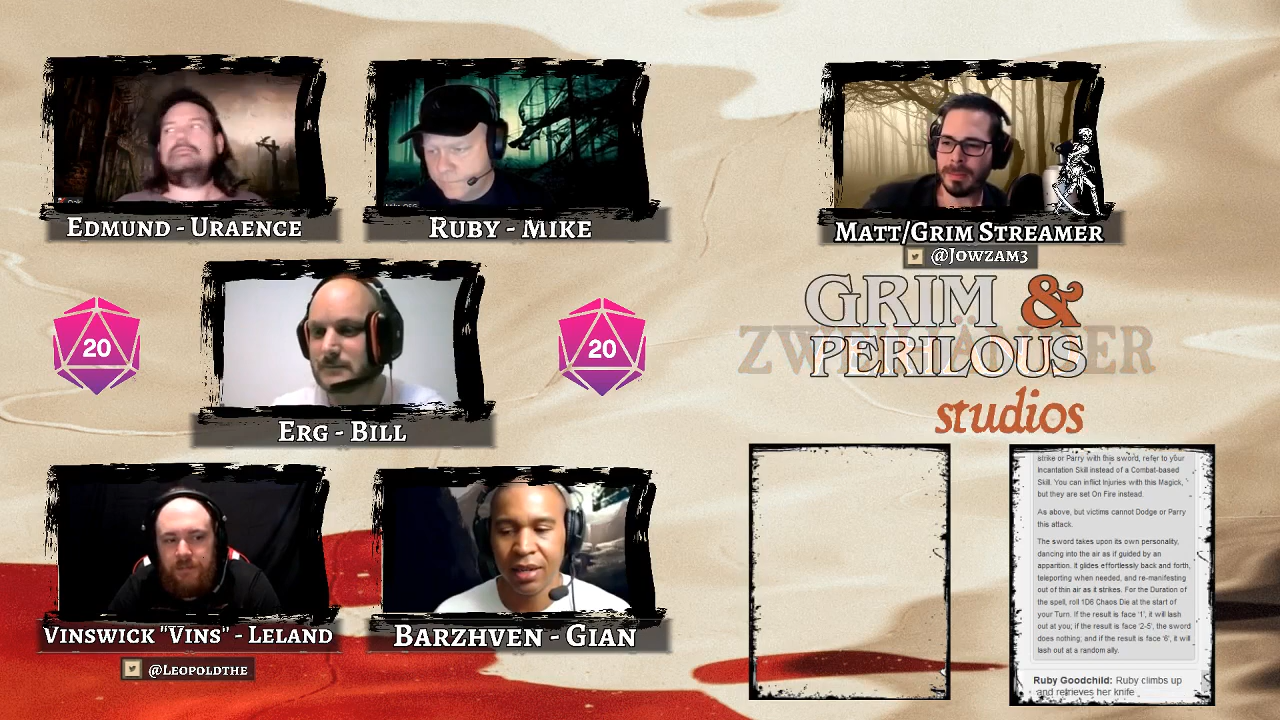 Edmund - Uraence
Ruby - Mike
Matt/Grim Streamer
@Jowzam3
20
Erg - Bill
20
GRIM &
ZWEIHÄNDER
PERILOUS
studios
Vinswick "Vins" - Leland
@Leopoldthe
Barzhven - Gian
strike or Parry with this sword, refer to your
Incantation Skill instead of a Combat-based
Skill. You can inflict Injuries with this Magick,
but they are set On Fire instead.
As above, but victims cannot Dodge or Parry
this attack.
The sword takes upon its own personality,
dancing into the air as if guided by an
apparition. It glides effortlessly back and forth,
teleporting when needed, and re-manifesting
out of thin air as it strikes. For the Duration of
the spell, roll 1D6 Chaos Die at the start of
your Turn. If the result is face '1', it will lash
out at you; if the result is face '2-5', the sword
does nothing; and if the result is face '6', it will
lash out at a random ally.
Ruby Goodchild: Ruby climbs up
and retrieves her knife